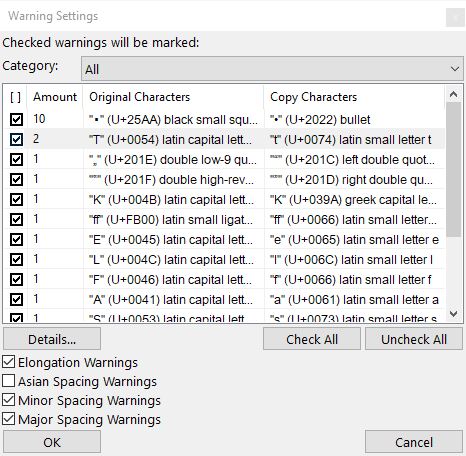 Warning Settings
Checked warnings will be marked:
Category: All
[ ] Amount Original Characters Copy Characters
10 "▪" (U+25AA) black small squ... "•" (U+2022) bullet
2 "T" (U+0054) latin capital lett... "t" (U+0074) latin small letter t
1 "„" (U+201E) double low-9 qu... "“" (U+201C) left double quot...
1 "‟" (U+201F) double high-rev... "”" (U+201D) right double qu...
1 "K" (U+004B) latin capital lett... "Κ" (U+039A) greek capital le...
1 "ff" (U+FB00) latin small ligat... "ff" (U+0066) latin small letter...
1 "E" (U+0045) latin capital lett... "e" (U+0065) latin small letter e
1 "L" (U+004C) latin capital lett... "l" (U+006C) latin small letter l
1 "F" (U+0046) latin capital lett... "f" (U+0066) latin small letter f
1 "A" (U+0041) latin capital lett... "a" (U+0061) latin small letter a
1 "S" (U+0053) latin capital lett... "s" (U+0073) latin small letter s
Details... Check All Uncheck All
Elongation Warnings
Asian Spacing Warnings
Minor Spacing Warnings
Major Spacing Warnings
OK Cancel